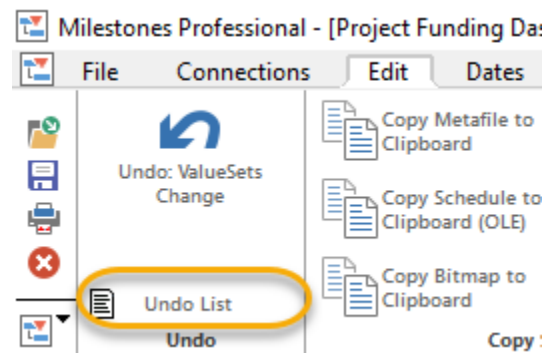 Milestones Professional - [Project Funding Das
File Connections Edit Dates
Undo: ValueSets
Change
Undo List
Undo
Copy Metafile to
Clipboard
Copy Schedule to
Clipboard (OLE)
Copy Bitmap to
Clipboard
Copy